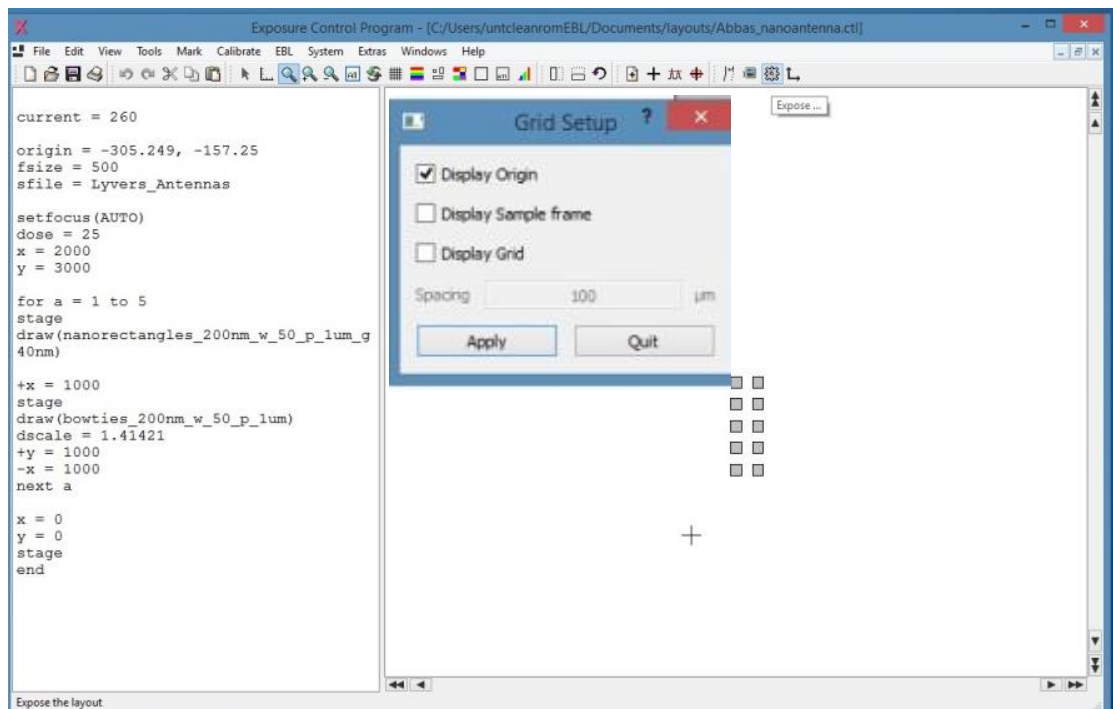 Exposure Control Program - [C:/Users/untcleanromEBL/Documents/layouts/Abbas_nanoantenna.ctl]
File Edit View Tools Mark Calibrate EBL System Extras Windows Help
Expose ...
current = 260
origin = -305.249, -157.25
fsize = 500
sfile = Lyvers_Antennas
setfocus(AUTO)
dose = 25
x = 2000
y = 3000
for a = 1 to 5
stage
draw(nanorectangles_200nm_w_50_p_1um_g
40nm)
+x = 1000
stage
draw(bowties_200nm_w_50_p_1um)
dscale = 1.41421
+y = 1000
-x = 1000
next a
x = 0
y = 0
stage
end
Grid Setup ?
Display Origin
Display Sample frame
Display Grid
Spacing 100 µm
Apply Quit
Expose the layout